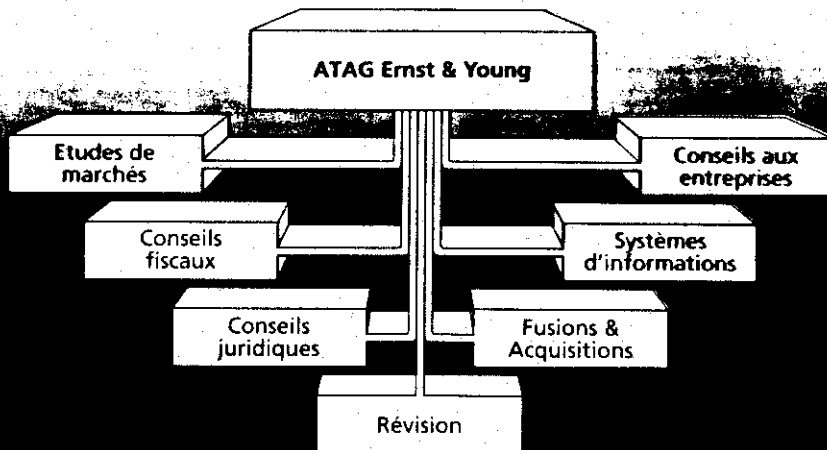 ATAG Ernst & Young
Etudes de
marchés
Conseils aux
entreprises
Conseils
fiscaux
Systèmes
d'informations
Conseils
juridiques
Fusions &
Acquisitions
Révision